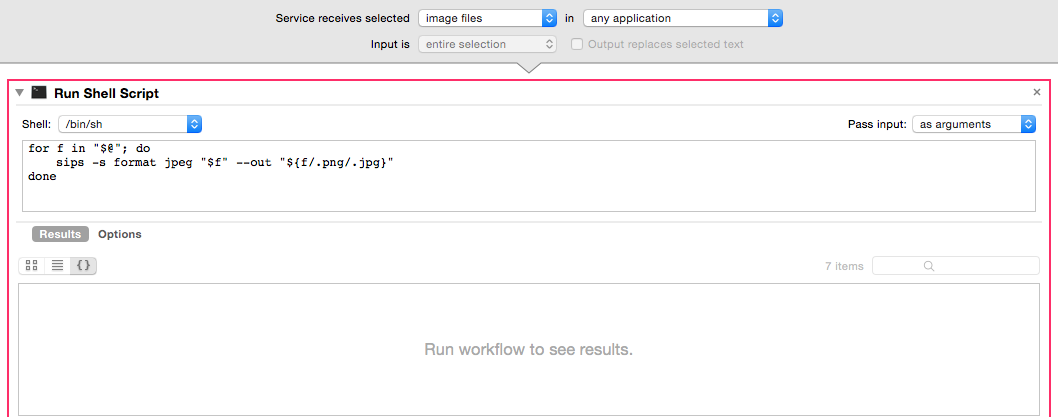 Service receives selected image files in any application
Input is entire selection Output replaces selected text
Run Shell Script
Shell: /bin/sh Pass input: as arguments
for f in "$@"; do
    sips -s format jpeg "$f" --out "${f/.png/.jpg}"
done
Results Options
{} 7 items
Run workflow to see results.